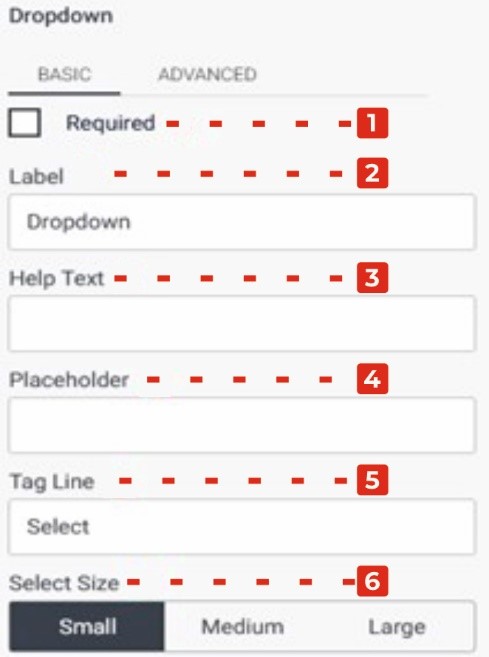 Dropdown
BASIC ADVANCED
Required 1
Label 2
Dropdown
Help Text 3
Placeholder 4
Tag Line 5
Select
Select Size 6
Small Medium Large